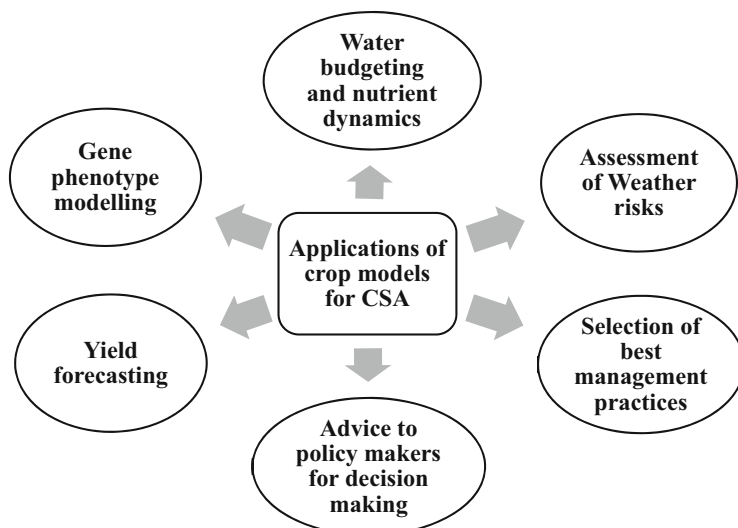 Water
budgeting
and nutrient
dynamics
Gene
phenotype
modelling
Assessment
of Weather
risks
Applications of
crop models
for CSA
Yield
forecasting
Selection of
best
management
practices
Advice to
policy makers
for decision
making